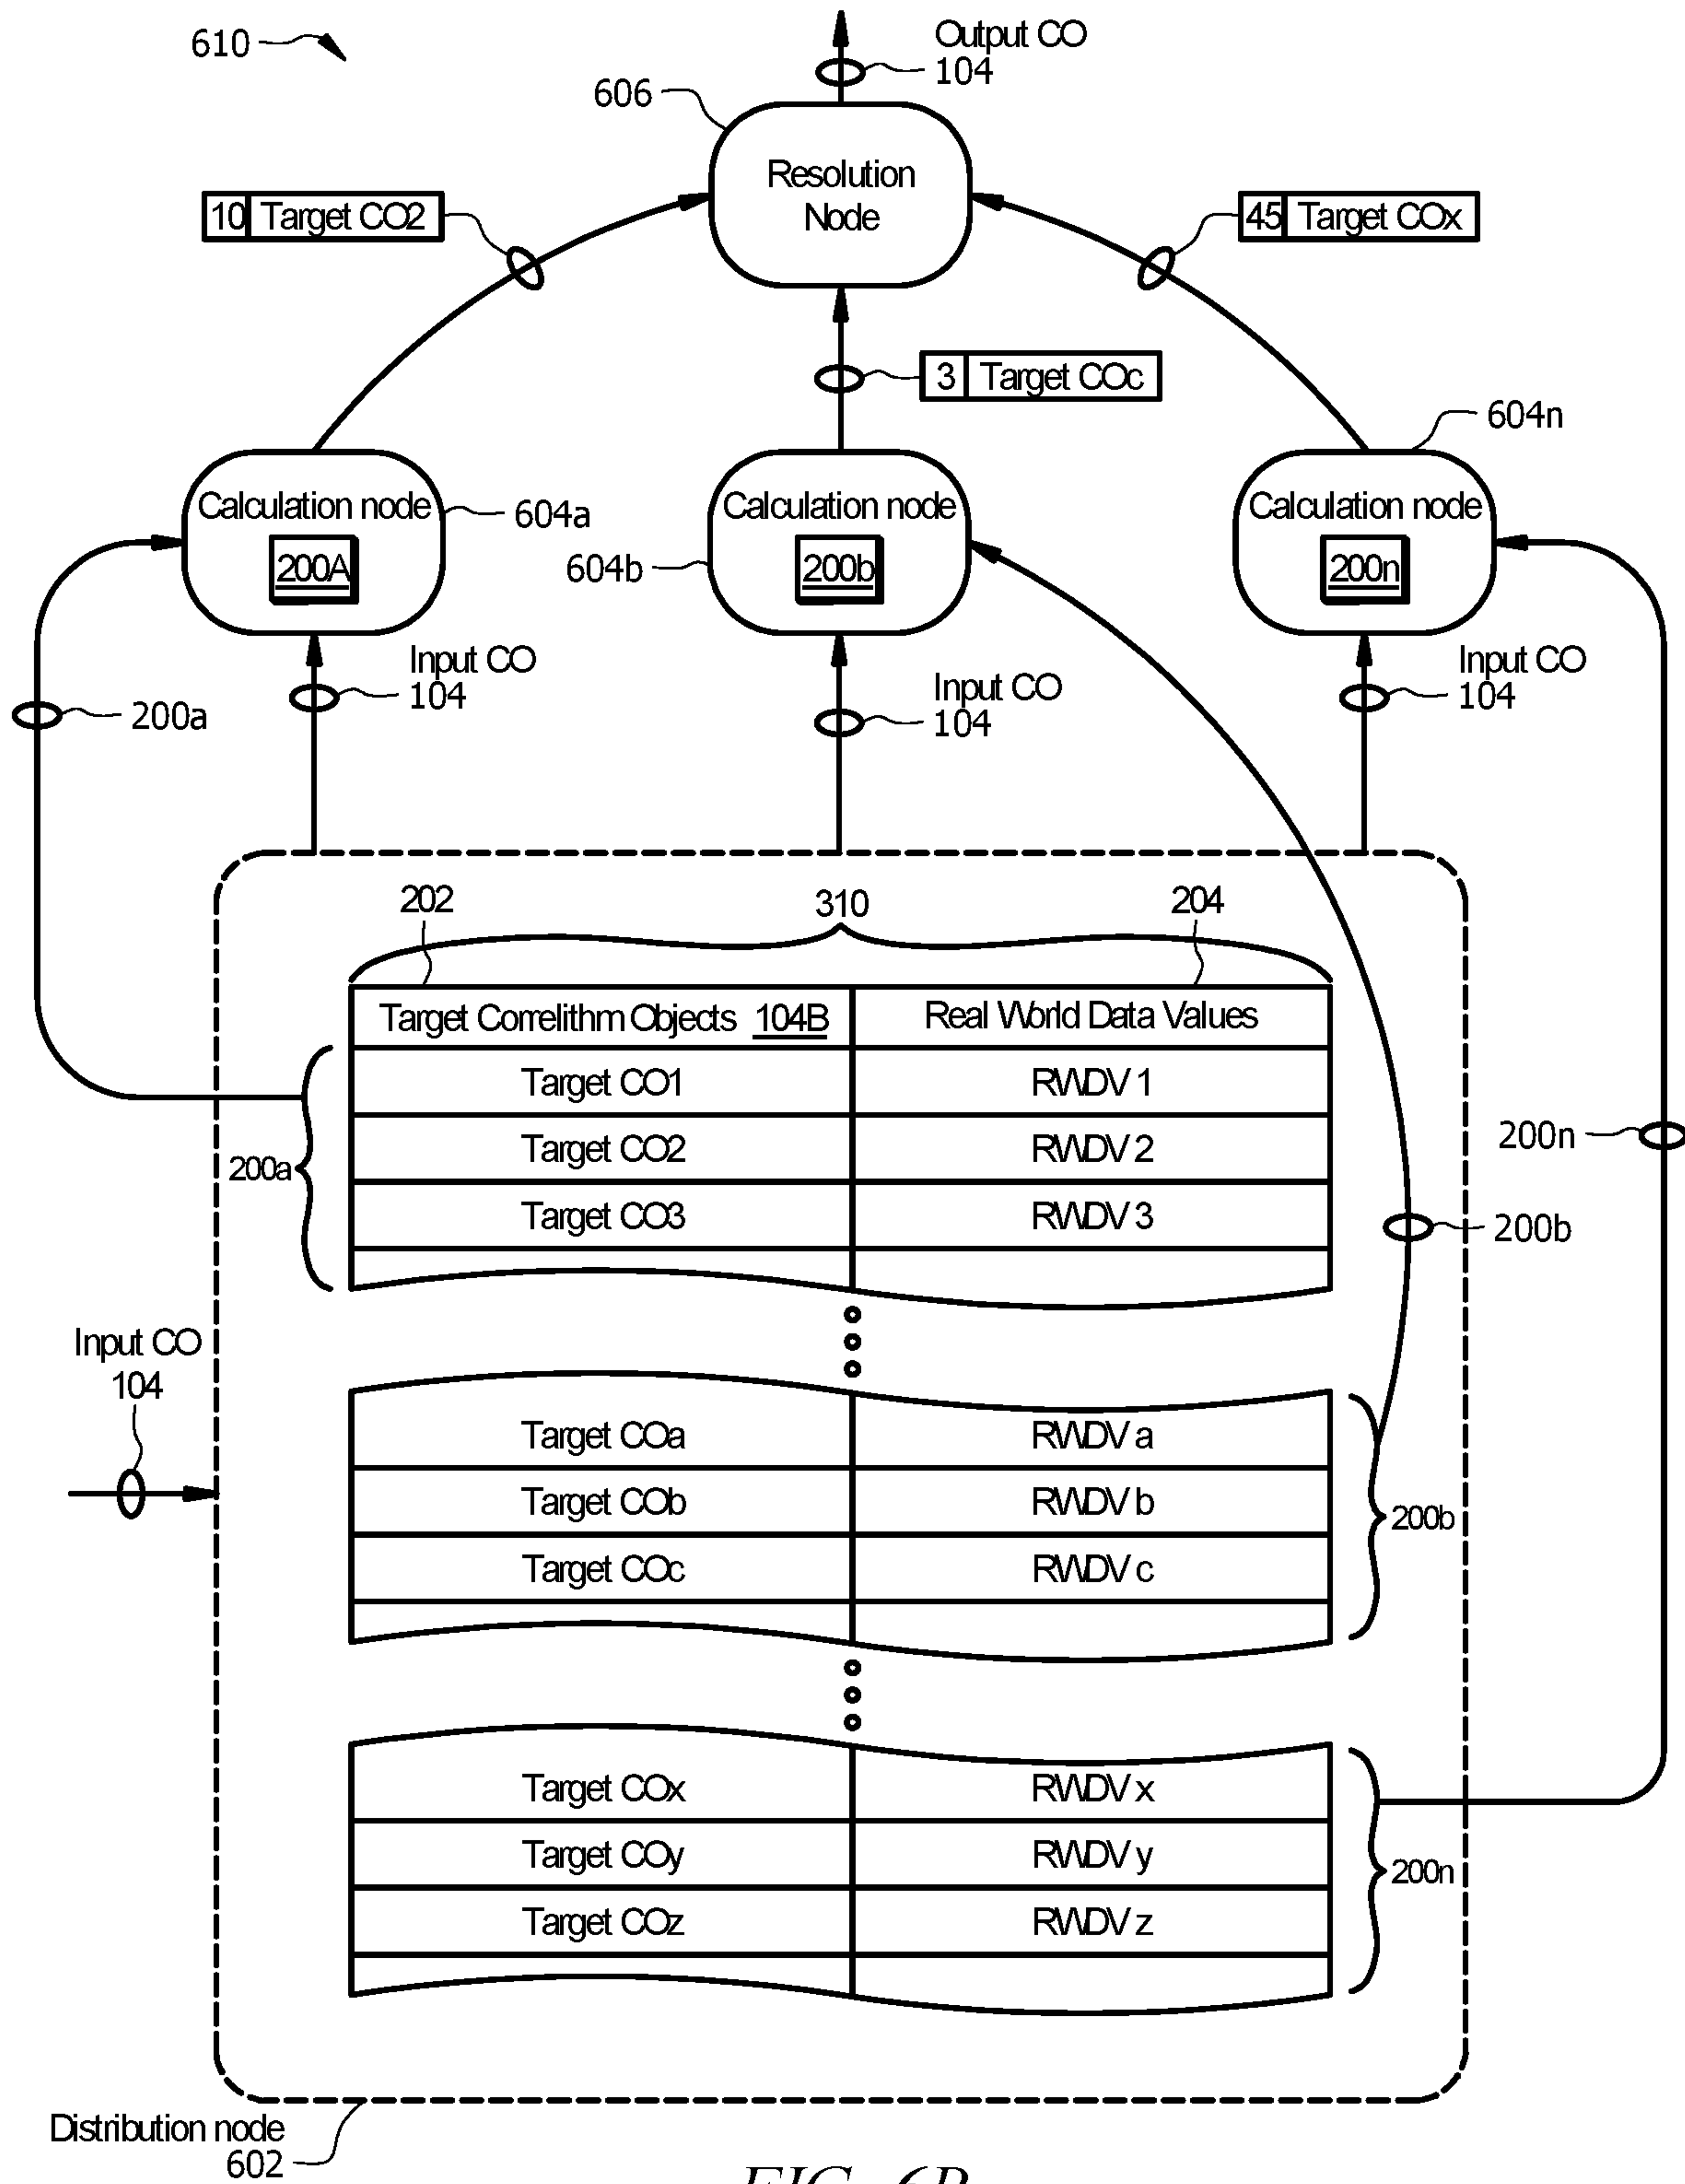 610
Output CO
104
606
Resolution
Node
10 Target CO2
45 Target COx
3 Target COc
604n
Calculation node
200A
604a
Calculation node
200b
604b
Calculation node
200n
Input CO
104
Input CO
104
Input CO
104
200a
202
310
204
Target Correlithm Objects 104B Real World Data Values
Target CO1 RWDV 1
Target CO2 RWDV 2
Target CO3 RWDV 3
200a
200n
200b
Input CO
104
Target COa RWDV a
Target COb RWDV b
Target COc RWDV c
200b
Target COx RWDV x
Target COy RWDV y
Target COz RWDV z
200n
Distribution node
602
FIG. 6B